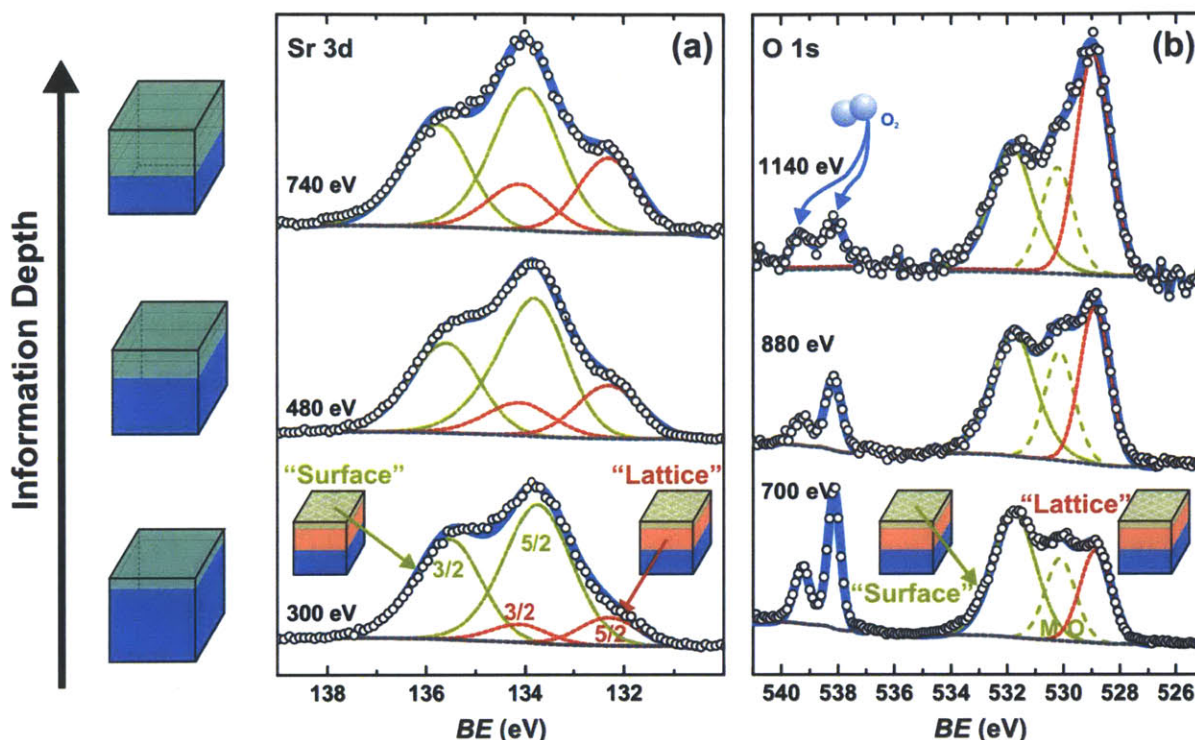 Information Depth
Sr 3d
(a)
740 eV
480 eV
"Surface"
"Lattice"
3/2
5/2
3/2
5/2
300 eV
138
136
134
132
BE (eV)
O 1s
(b)
O₂
1140 eV
880 eV
700 eV
"Lattice"
"Surface"
540
538
536
534
532
530
528
526
BE (eV)